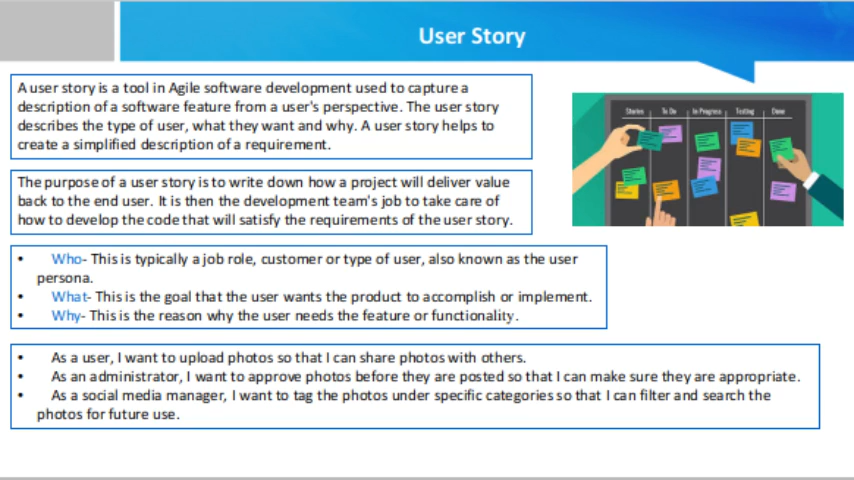 User Story
A user story is a tool in Agile software development used to capture a
description of a software feature from a user's perspective. The user story
describes the type of user, what they want and why. A user story helps to
create a simplified description of a requirement.
Stories To Do In Progress Testing Done
The purpose of a user story is to write down how a project will deliver value
back to the end user. It is then the development team's job to take care of
how to develop the code that will satisfy the requirements of the user story.
• Who- This is typically a job role, customer or type of user, also known as the user
persona.
• What- This is the goal that the user wants the product to accomplish or implement.
• Why- This is the reason why the user needs the feature or functionality.
• As a user, I want to upload photos so that I can share photos with others.
• As an administrator, I want to approve photos before they are posted so that I can make sure they are appropriate.
• As a social media manager, I want to tag the photos under specific categories so that I can filter and search the
photos for future use.